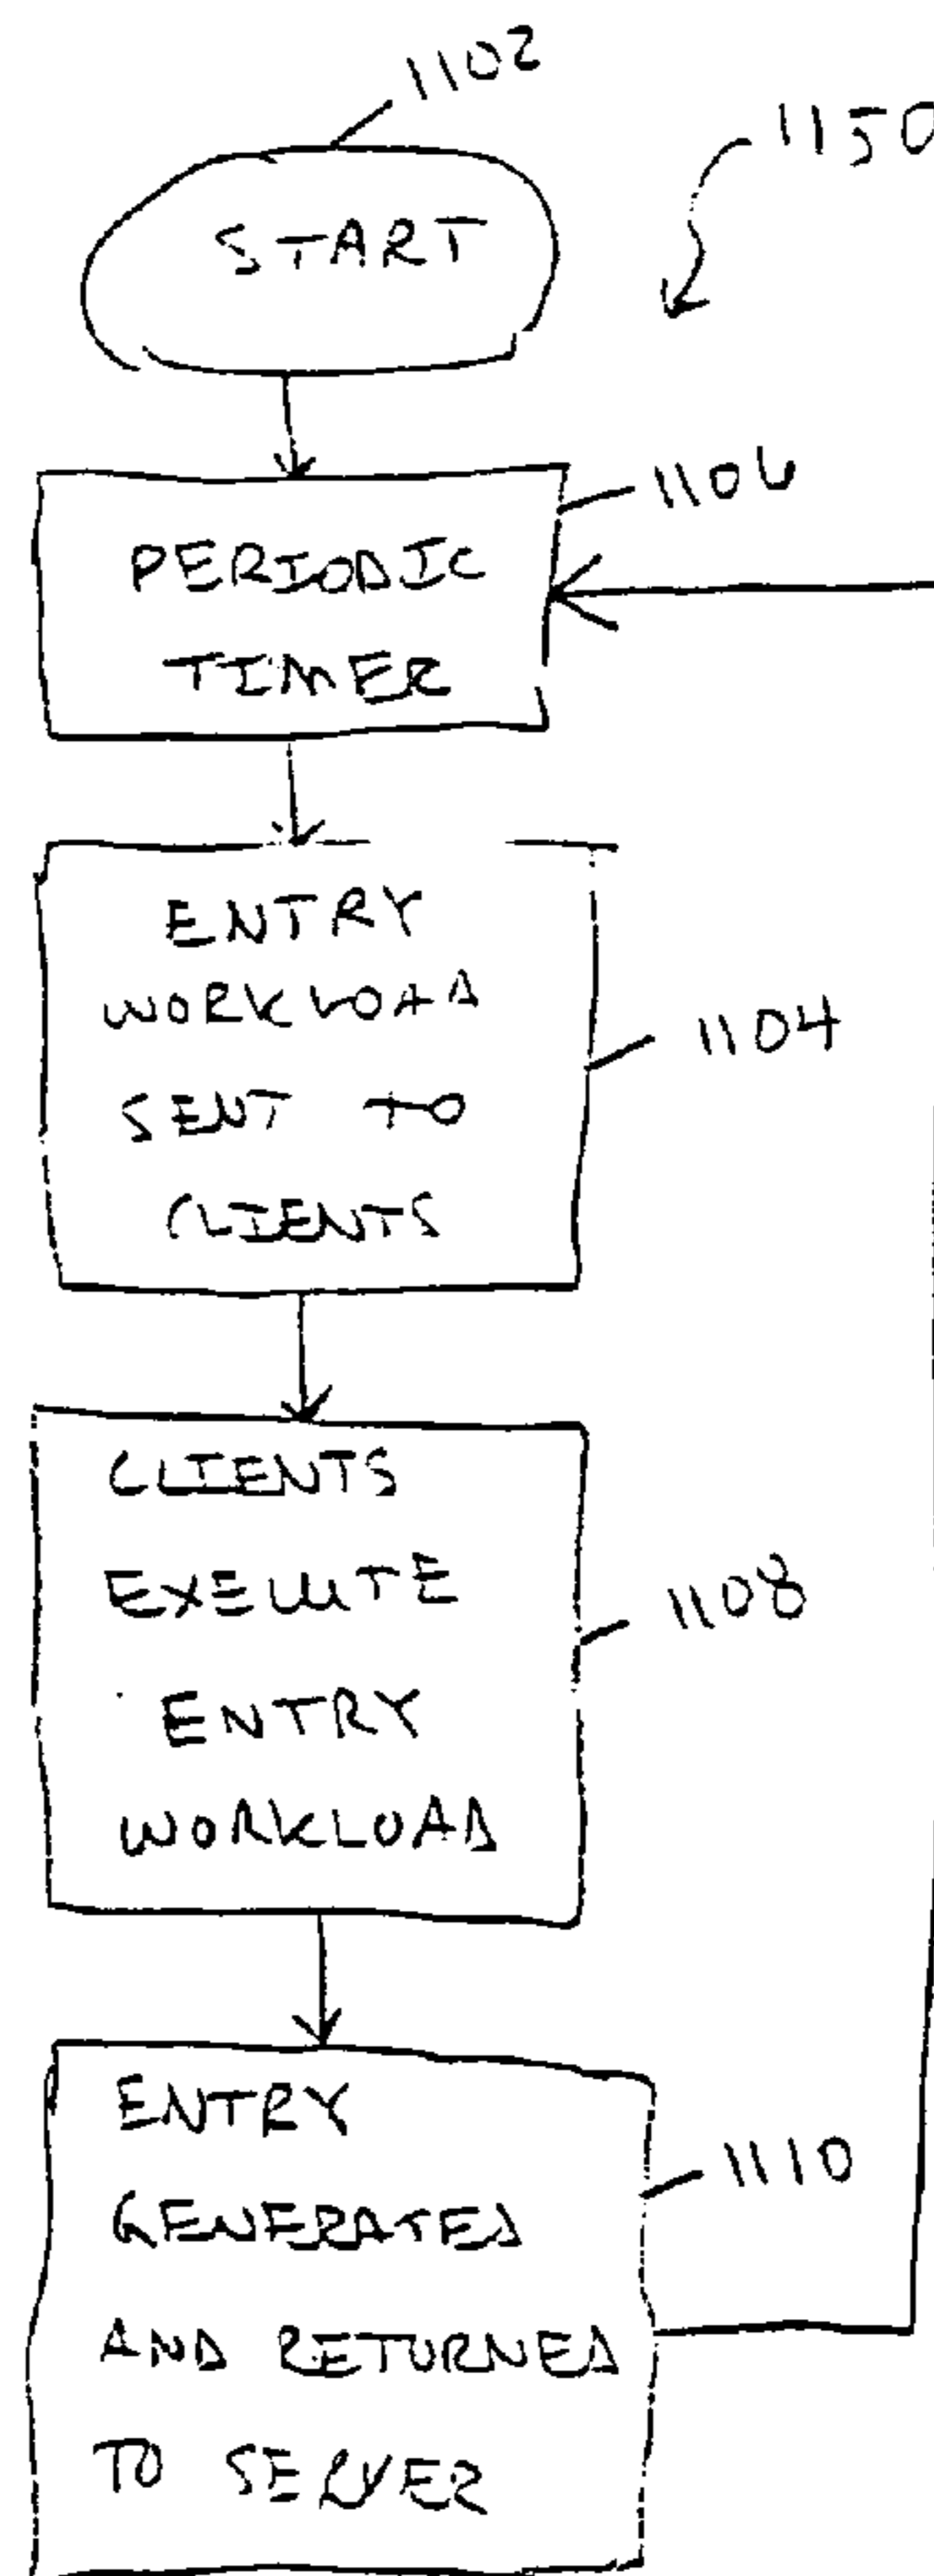 1102
1150
START
1106
PERIODIC
TIMER
ENTRY
WORKLOAD
1104
SENT TO
CLIENTS
CLIENTS
EXECUTE
1108
ENTRY
WORKLOAD
ENTRY
1110
GENERATED
AND RETURNED
TO SERVER